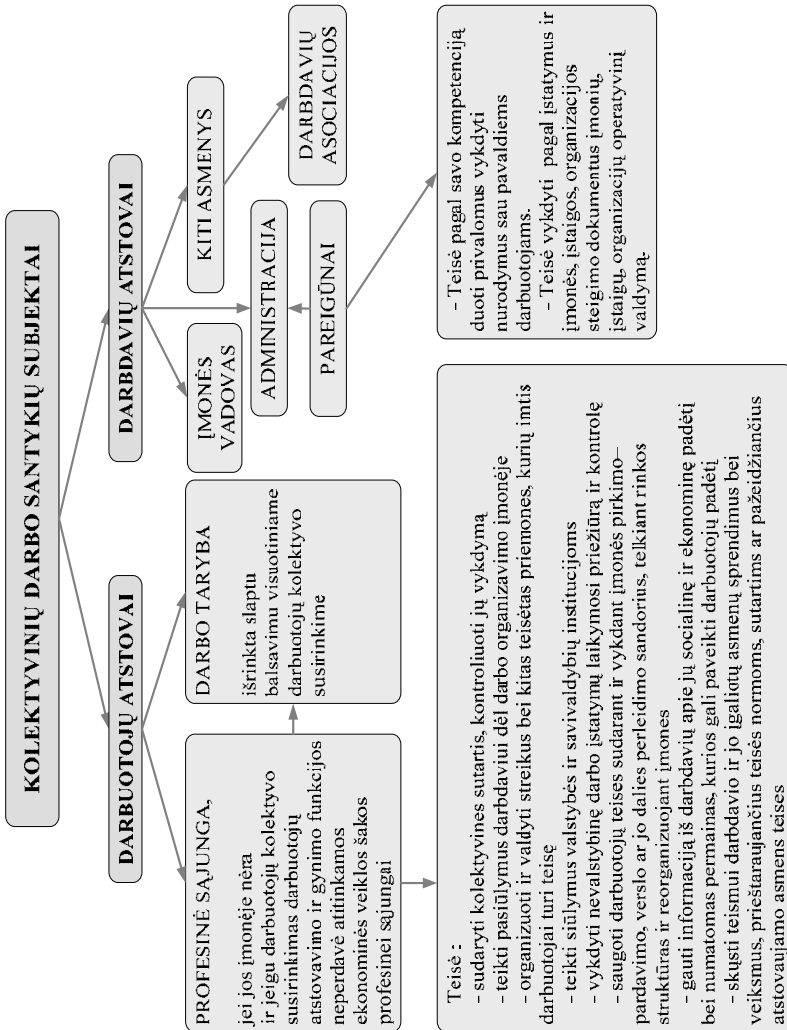 KOLEKTYVINIŲ DARBO SANTYKIŲ SUBJEKTAI
DARBUOTOJŲ ATSTOVAI
DARBDAVIŲ ATSTOVAI
PROFESINĖ SĄJUNGA,
jei jos įmonėje nėra
ir jeigu darbuotojų kolektyvo
susirinkimas darbuotojų
atstovavimo ir gynimo funkcijos
neperdavė atitinkamos
ekonominės veiklos šakos
profesinei sąjungai
DARBO TARYBA
išrinkta slaptu
balsavimu visuotiniame
darbuotojų kolektyvo
susirinkime
ĮMONĖS
VADOVAS
ADMINISTRACIJA
PAREIGŪNAI
KITI ASMENYS
DARBDAVIŲ
ASOCIACIJOS
Teisė :
- sudaryti kolektyvines sutartis, kontroliuoti jų vykdymą
- teikti pasiūlymus darbdaviui dėl darbo organizavimo įmonėje
- organizuoti ir valdyti streikus bei kitas teisėtas priemones, kurių imtis
darbuotojai turi teisę
- teikti siūlymus valstybės ir savivaldybių institucijoms
- vykdyti nevalstybinę darbo įstatymų laikymosi priežiūrą ir kontrolę
- saugoti darbuotojų teises sudarant ir vykdant įmonės pirkimo–
pardavimo, verslo ar jo dalies perleidimo sandorius, telkiant rinkos
struktūras ir reorganizuojant įmones
- gauti informaciją iš darbdavių apie jų socialinę ir ekonominę padėtį
bei numatomas permainas, kurios gali paveikti darbuotojų padėtį
- skųsti teismui darbdavio ir jo įgaliotų asmenų sprendimus bei
veiksmus, prieštaraujančius teisės normoms, sutartims ar pažeidžiančius
atstovaujamo asmens teises
- Teisė pagal savo kompetenciją
duoti privalomus vykdyti
nurodymus sau pavaldiems
darbuotojams.
- Teisė vykdyti pagal įstatymus ir
įmonės, įstaigos, organizacijos
steigimo dokumentus įmonių,
įstaigų, organizacijų operatyvinį
valdymą.